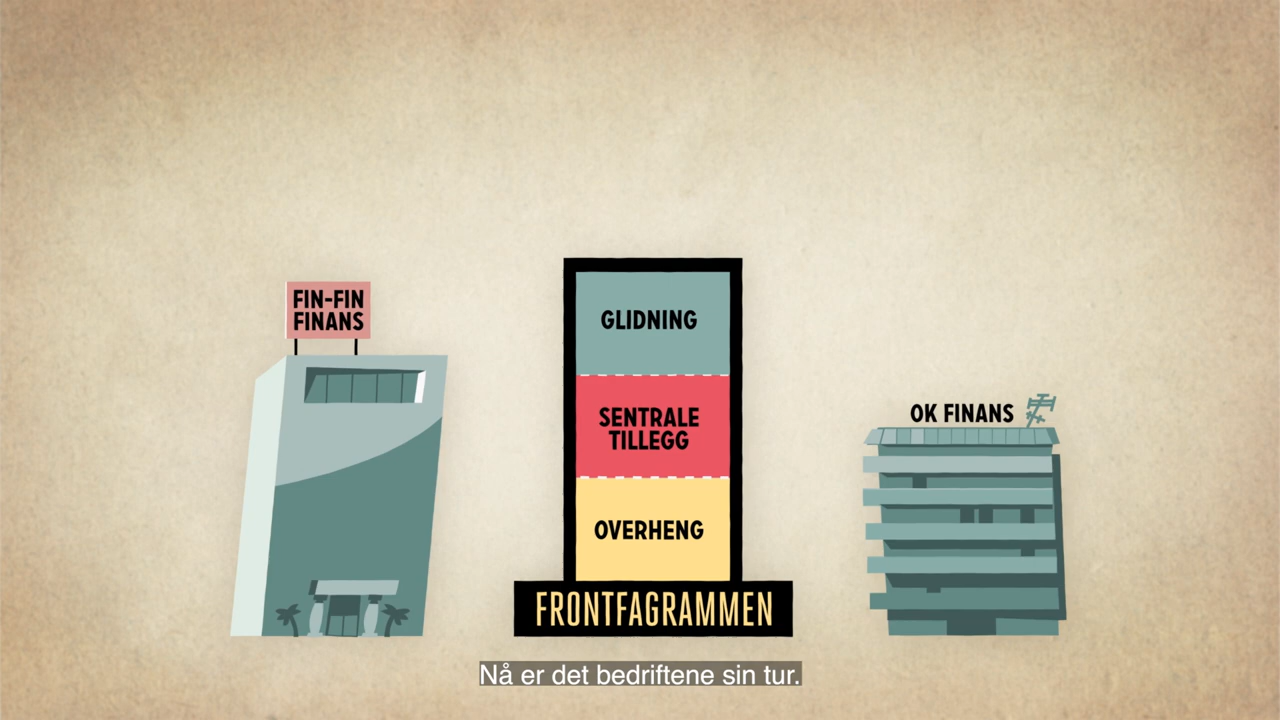 FIN-FIN
FINANS
GLIDNING
SENTRALE
TILLEGG
OVERHENG
FRONTFAGRAMMEN
OK FINANS
Nå er det bedriftene sin tur.